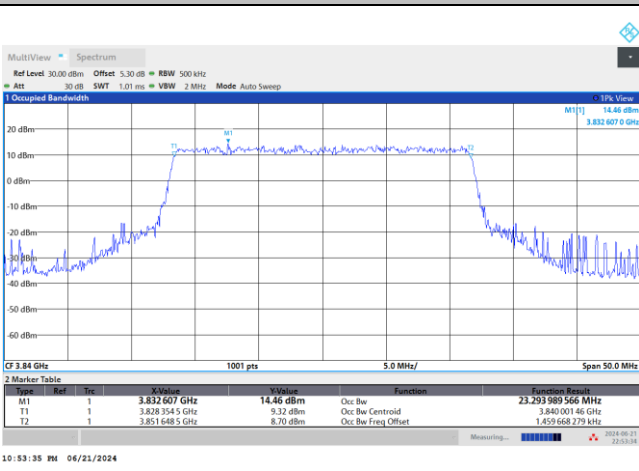 MultiView Spectrum
Ref Level 30.00 dBm Offset 5.30 dB RBW 500 kHz
Att 30 dB SWT 1.01 ms VBW 2 MHz Mode Auto Sweep
1 Occupied Bandwidth 1Pk View
M1[1] 14.46 dBm
3.832 607 0 GHz
M1
T1 T2
20 dBm
10 dBm
0 dBm
-10 dBm
-20 dBm
-30 dBm
-40 dBm
-50 dBm
-60 dBm
CF 3.84 GHz 1001 pts 5.0 MHz/ Span 50.0 MHz
2 Marker Table
Type Ref Trc X-Value Y-Value Function Function Result
M1 1 3.832 607 GHz 14.46 dBm Occ Bw 23.293 989 566 MHz
T1 1 3.828 354 5 GHz 9.32 dBm Occ Bw Centroid 3.840 001 46 GHz
T2 1 3.851 648 5 GHz 8.70 dBm Occ Bw Freq Offset 1.459 668 279 kHz
Measuring... 2024-06-21
22:53:34
10:53:35 PM 06/21/2024